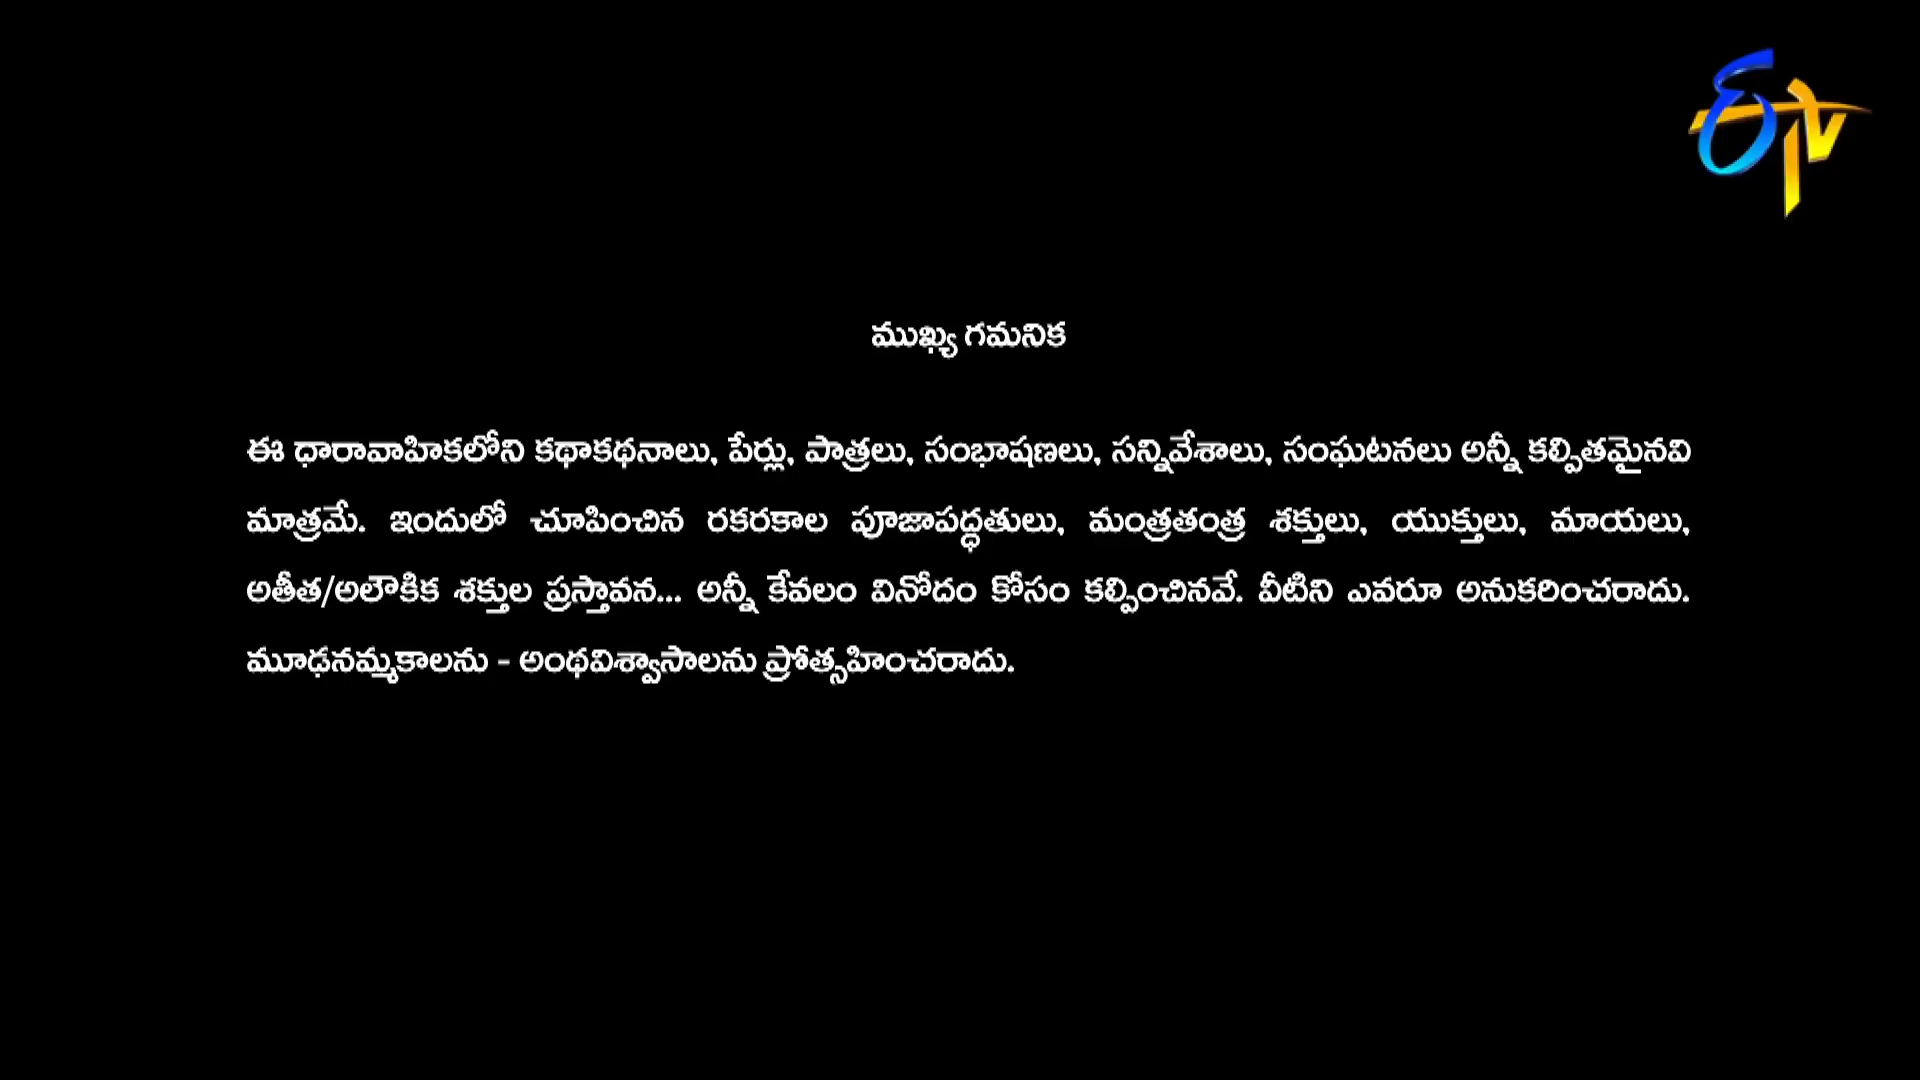 ఈTV
ముఖ్య గమనిక
ఈ ధారావాహికలోని కథాకథనాలు, పేర్లు, పాత్రలు, సంభాషణలు, సన్నివేశాలు, సంఘటనలు అన్నీ కల్పితమైనవి
మాత్రమే. ఇందులో చూపించిన రకరకాల పూజాపద్ధతులు, మంత్రతంత్ర శక్తులు, యుక్తులు, మాయలు,
అతీత/అలౌకిక శక్తుల ప్రస్తావన... అన్నీ కేవలం వినోదం కోసం కల్పించినవే. వీటిని ఎవరూ అనుకరించరాదు.
మూఢనమ్మకాలను - అంథవిశ్వాసాలను ప్రోత్సహించరాదు.